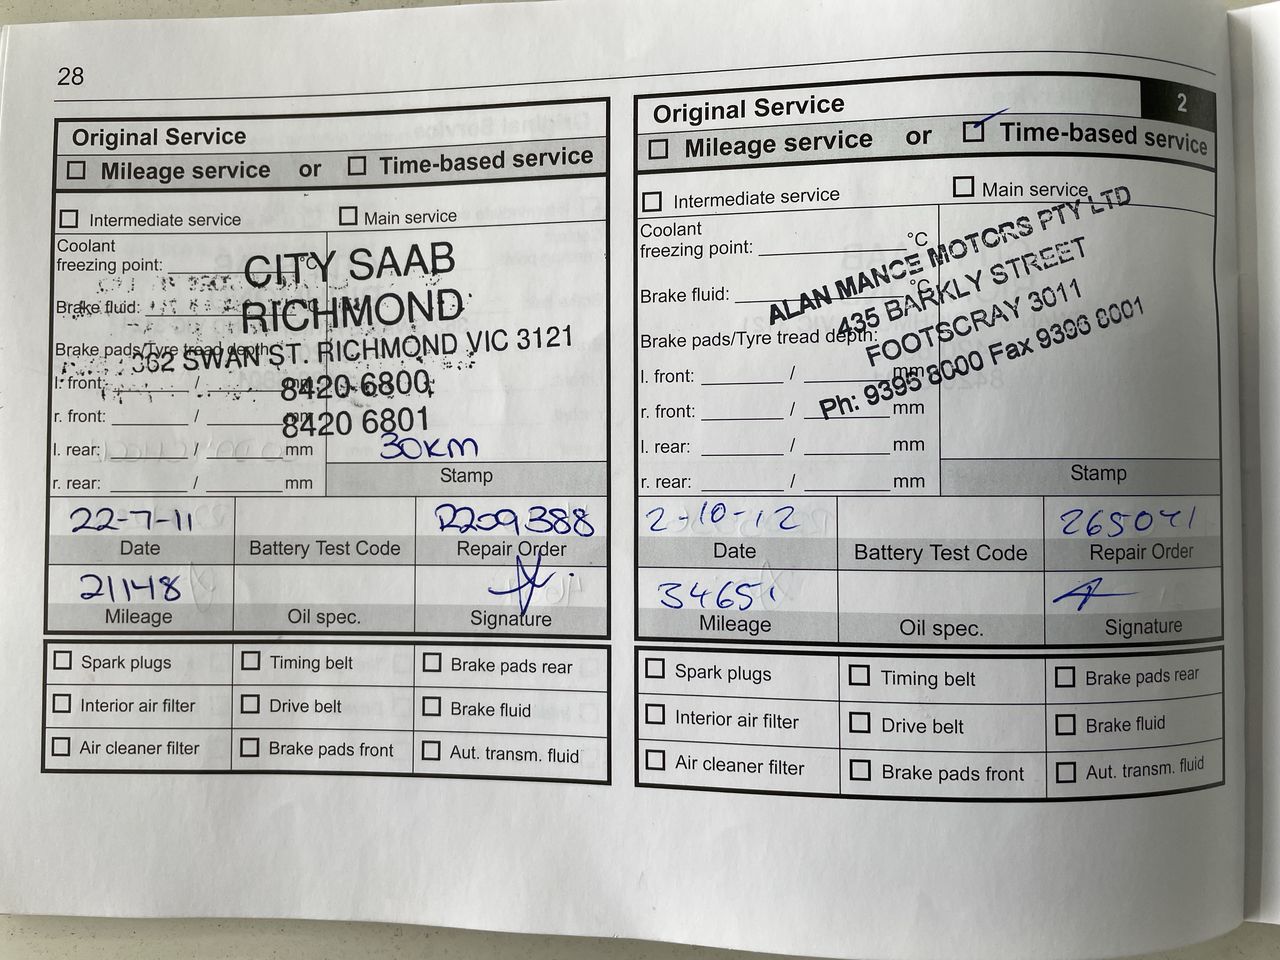 28
Original Service
Mileage service or Time-based service
Intermediate service Main service
Coolant
freezing point: °C
Brake fluid:
Brake pads/Tyre tread depth:
l. front: / mm
r. front: / mm
l. rear: / mm
r. rear: / mm
CITY SAAB
RICHMOND
362 SWAN ST. RICHMOND VIC 3121
8420 6800
8420 6801
30KM
Stamp
22-7-11 R209388
Date Battery Test Code Repair Order
21148
Mileage Oil spec. Signature
Spark plugs Timing belt Brake pads rear
Interior air filter Drive belt Brake fluid
Air cleaner filter Brake pads front Aut. transm. fluid
2
Original Service
Mileage service or Time-based service
Intermediate service Main service
Coolant
freezing point: °C
Brake fluid: °C
Brake pads/Tyre tread depth:
l. front: / mm
r. front: / mm
l. rear: / mm
r. rear: / mm
ALAN MANCE MOTORS PTY LTD
435 BARKLY STREET
FOOTSCRAY 3011
Ph: 9396 8000 Fax 9396 8001
Stamp
2-10-12 265041
Date Battery Test Code Repair Order
34651
Mileage Oil spec. Signature
Spark plugs Timing belt Brake pads rear
Interior air filter Drive belt Brake fluid
Air cleaner filter Brake pads front Aut. transm. fluid